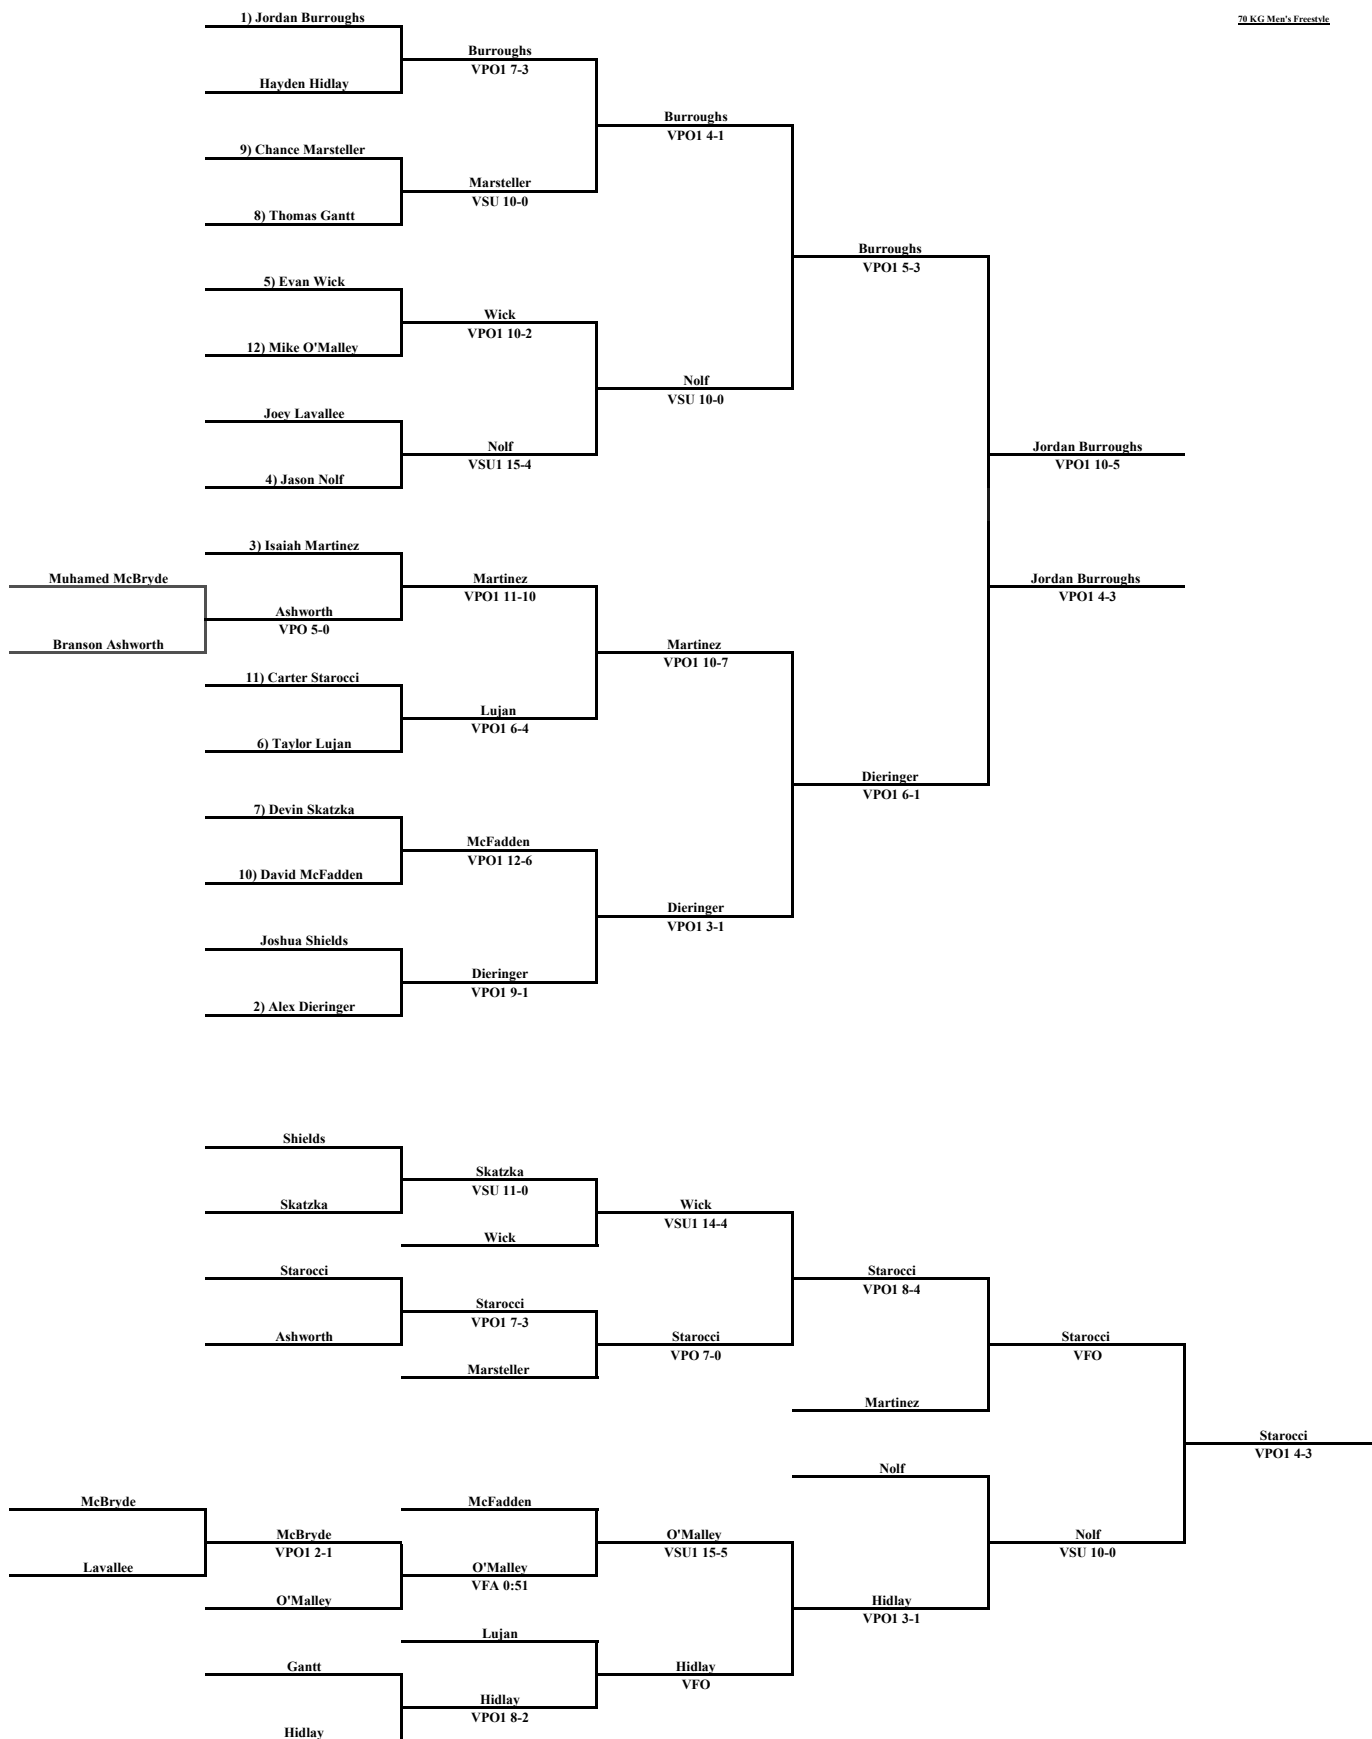 1) Jordan Burroughs
70 KG Men's Freestyle
Burroughs
VPO1 7-3
Hayden Hidlay
Burroughs
VPO1 4-1
9) Chance Marsteller
Marsteller
VSU 10-0
8) Thomas Gantt
Burroughs
VPO1 5-3
5) Evan Wick
Wick
VPO1 10-2
12) Mike O'Malley
Nolf
VSU 10-0
Joey Lavallee
Nolf
VSU1 15-4
Jordan Burroughs
VPO1 10-5
4) Jason Nolf
3) Isaiah Martinez
Muhamed McBryde
Martinez
VPO1 11-10
Jordan Burroughs
VPO1 4-3
Ashworth
VPO 5-0
Branson Ashworth
Martinez
VPO1 10-7
11) Carter Starocci
Lujan
VPO1 6-4
6) Taylor Lujan
Dieringer
VPO1 6-1
7) Devin Skatzka
McFadden
VPO1 12-6
10) David McFadden
Dieringer
VPO1 3-1
Joshua Shields
Dieringer
VPO1 9-1
2) Alex Dieringer
Shields
Skatzka
VSU 11-0
Skatzka
Wick
VSU1 14-4
Wick
Starocci
Starocci
VPO1 8-4
Starocci
VPO1 7-3
Ashworth
Starocci
VPO 7-0
Starocci
VFO
Marsteller
Martinez
Starocci
VPO1 4-3
Nolf
McBryde
McFadden
McBryde
VPO1 2-1
O'Malley
VSU1 15-5
Nolf
VSU 10-0
Lavallee
O'Malley
VFA 0:51
O'Malley
Hidlay
VPO1 3-1
Lujan
Gantt
Hidlay
VFO
Hidlay
VPO1 8-2
Hidlay